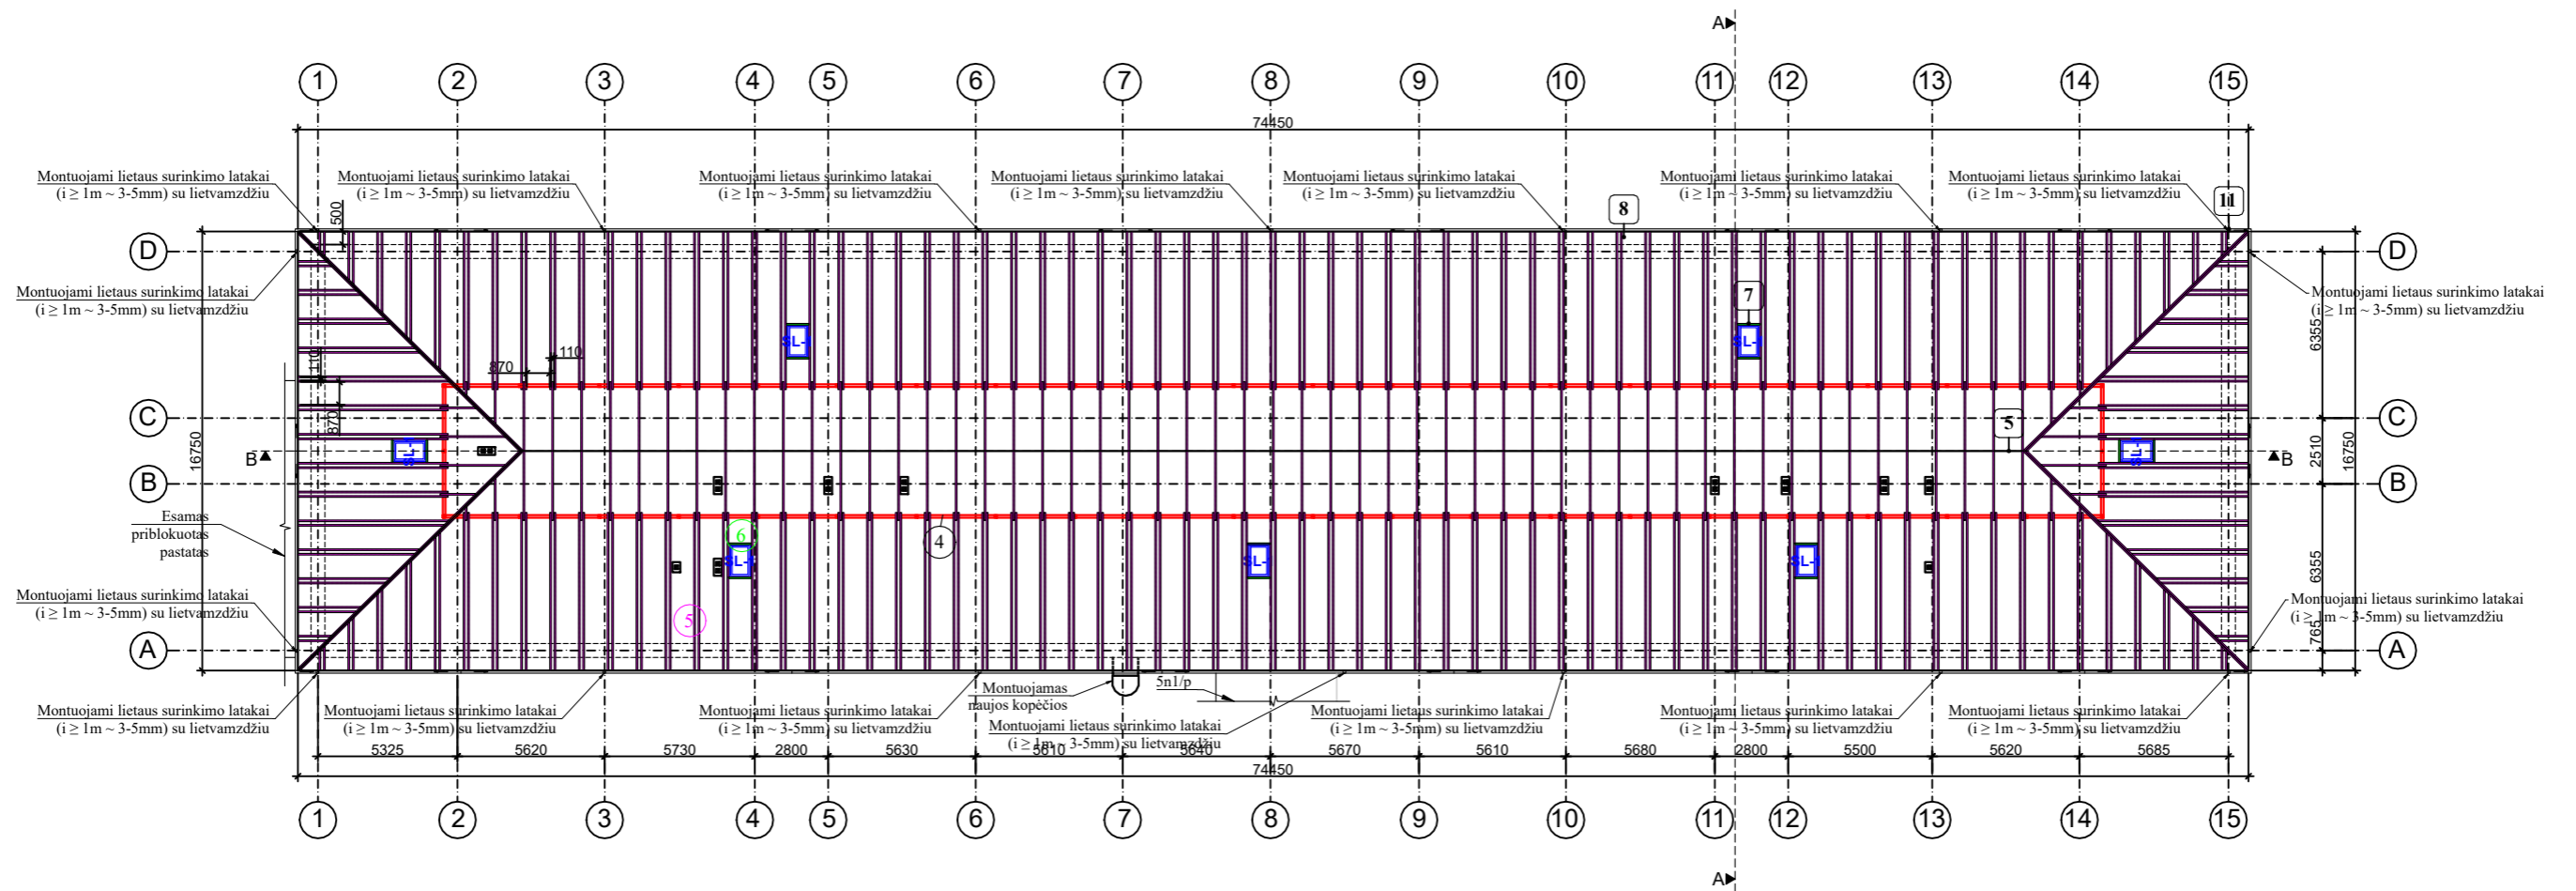 A
1 2 3 4 5 6 7 8 9 10 11 12 13 14 15
74450
Montuojami lietaus surinkimo latakai
(i ≥ 1m ~ 3-5mm) su lietvamzdžiu
Montuojami lietaus surinkimo latakai
(i ≥ 1m ~ 3-5mm) su lietvamzdžiu
Montuojami lietaus surinkimo latakai
(i ≥ 1m ~ 3-5mm) su lietvamzdžiu
Montuojami lietaus surinkimo latakai
(i ≥ 1m ~ 3-5mm) su lietvamzdžiu
Montuojami lietaus surinkimo latakai
(i ≥ 1m ~ 3-5mm) su lietvamzdžiu
Montuojami lietaus surinkimo latakai
(i ≥ 1m ~ 3-5mm) su lietvamzdžiu
Montuojami lietaus surinkimo latakai
(i ≥ 1m ~ 3-5mm) su lietvamzdžiu
500
8
11
D
D
Montuojami lietaus surinkimo latakai
(i ≥ 1m ~ 3-5mm) su lietvamzdžiu
7
Montuojami lietaus surinkimo latakai
(i ≥ 1m ~ 3-5mm) su lietvamzdžiu
6355
110
870
110
870
C
C
5
16750
2510
16750
B
B
B
B
Esamas
priblokuotas
pastatas
6
4
5
6355
Montuojami lietaus surinkimo latakai
(i ≥ 1m ~ 3-5mm) su lietvamzdžiu
Montuojami lietaus surinkimo latakai
(i ≥ 1m ~ 3-5mm) su lietvamzdžiu
765
A
A
Montuojamas
naujos kopėčios
5n1/p
Montuojami lietaus surinkimo latakai
(i ≥ 1m ~ 3-5mm) su lietvamzdžiu
Montuojami lietaus surinkimo latakai
(i ≥ 1m ~ 3-5mm) su lietvamzdžiu
Montuojami lietaus surinkimo latakai
(i ≥ 1m ~ 3-5mm) su lietvamzdžiu
Montuojami lietaus surinkimo latakai
(i ≥ 1m ~ 3-5mm) su lietvamzdžiu
Montuojami lietaus surinkimo latakai
(i ≥ 1m ~ 3-5mm) su lietvamzdžiu
Montuojami lietaus surinkimo latakai
(i ≥ 1m ~ 3-5mm) su lietvamzdžiu
Montuojami lietaus surinkimo latakai
(i ≥ 1m ~ 3-5mm) su lietvamzdžiu
5325 5620 5730 2800 5630 5610 5640 5670 5610 5680 2800 5500 5620 5685
74450
1 2 3 4 5 6 7 8 9 10 11 12 13 14 15
A